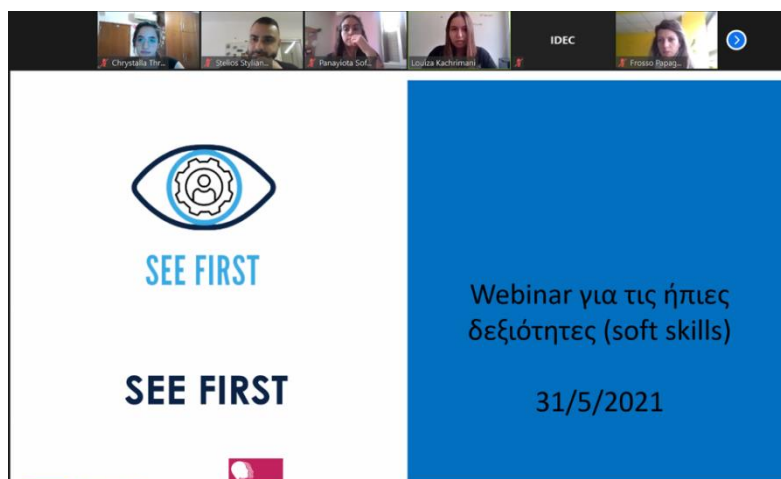 Chrystalla Thr...
Stelios Stylian...
Panayiota Sof...
Louiza Kachrimani
IDEC
Frosso Papag...
SEE FIRST
SEE FIRST
Webinar για τις ήπιες
δεξιότητες (soft skills)
31/5/2021